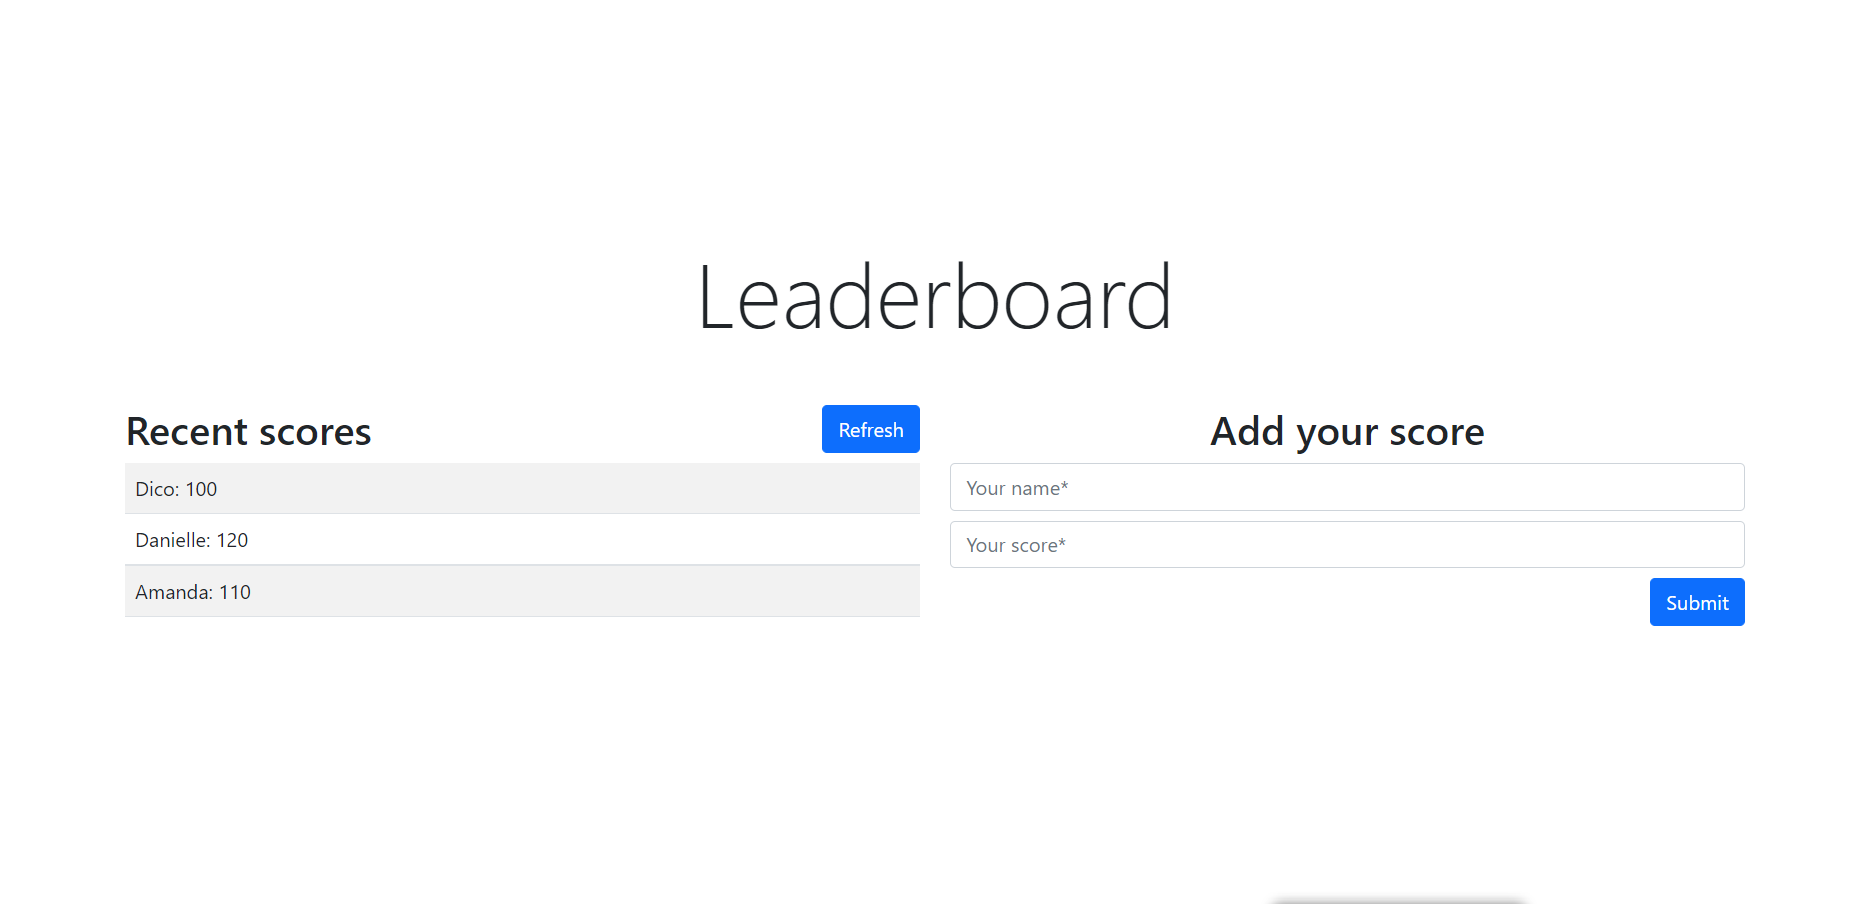 Leaderboard
Recent scores
Refresh
Dico: 100
Danielle: 120
Amanda: 110
Add your score
Your name*
Your score*
Submit